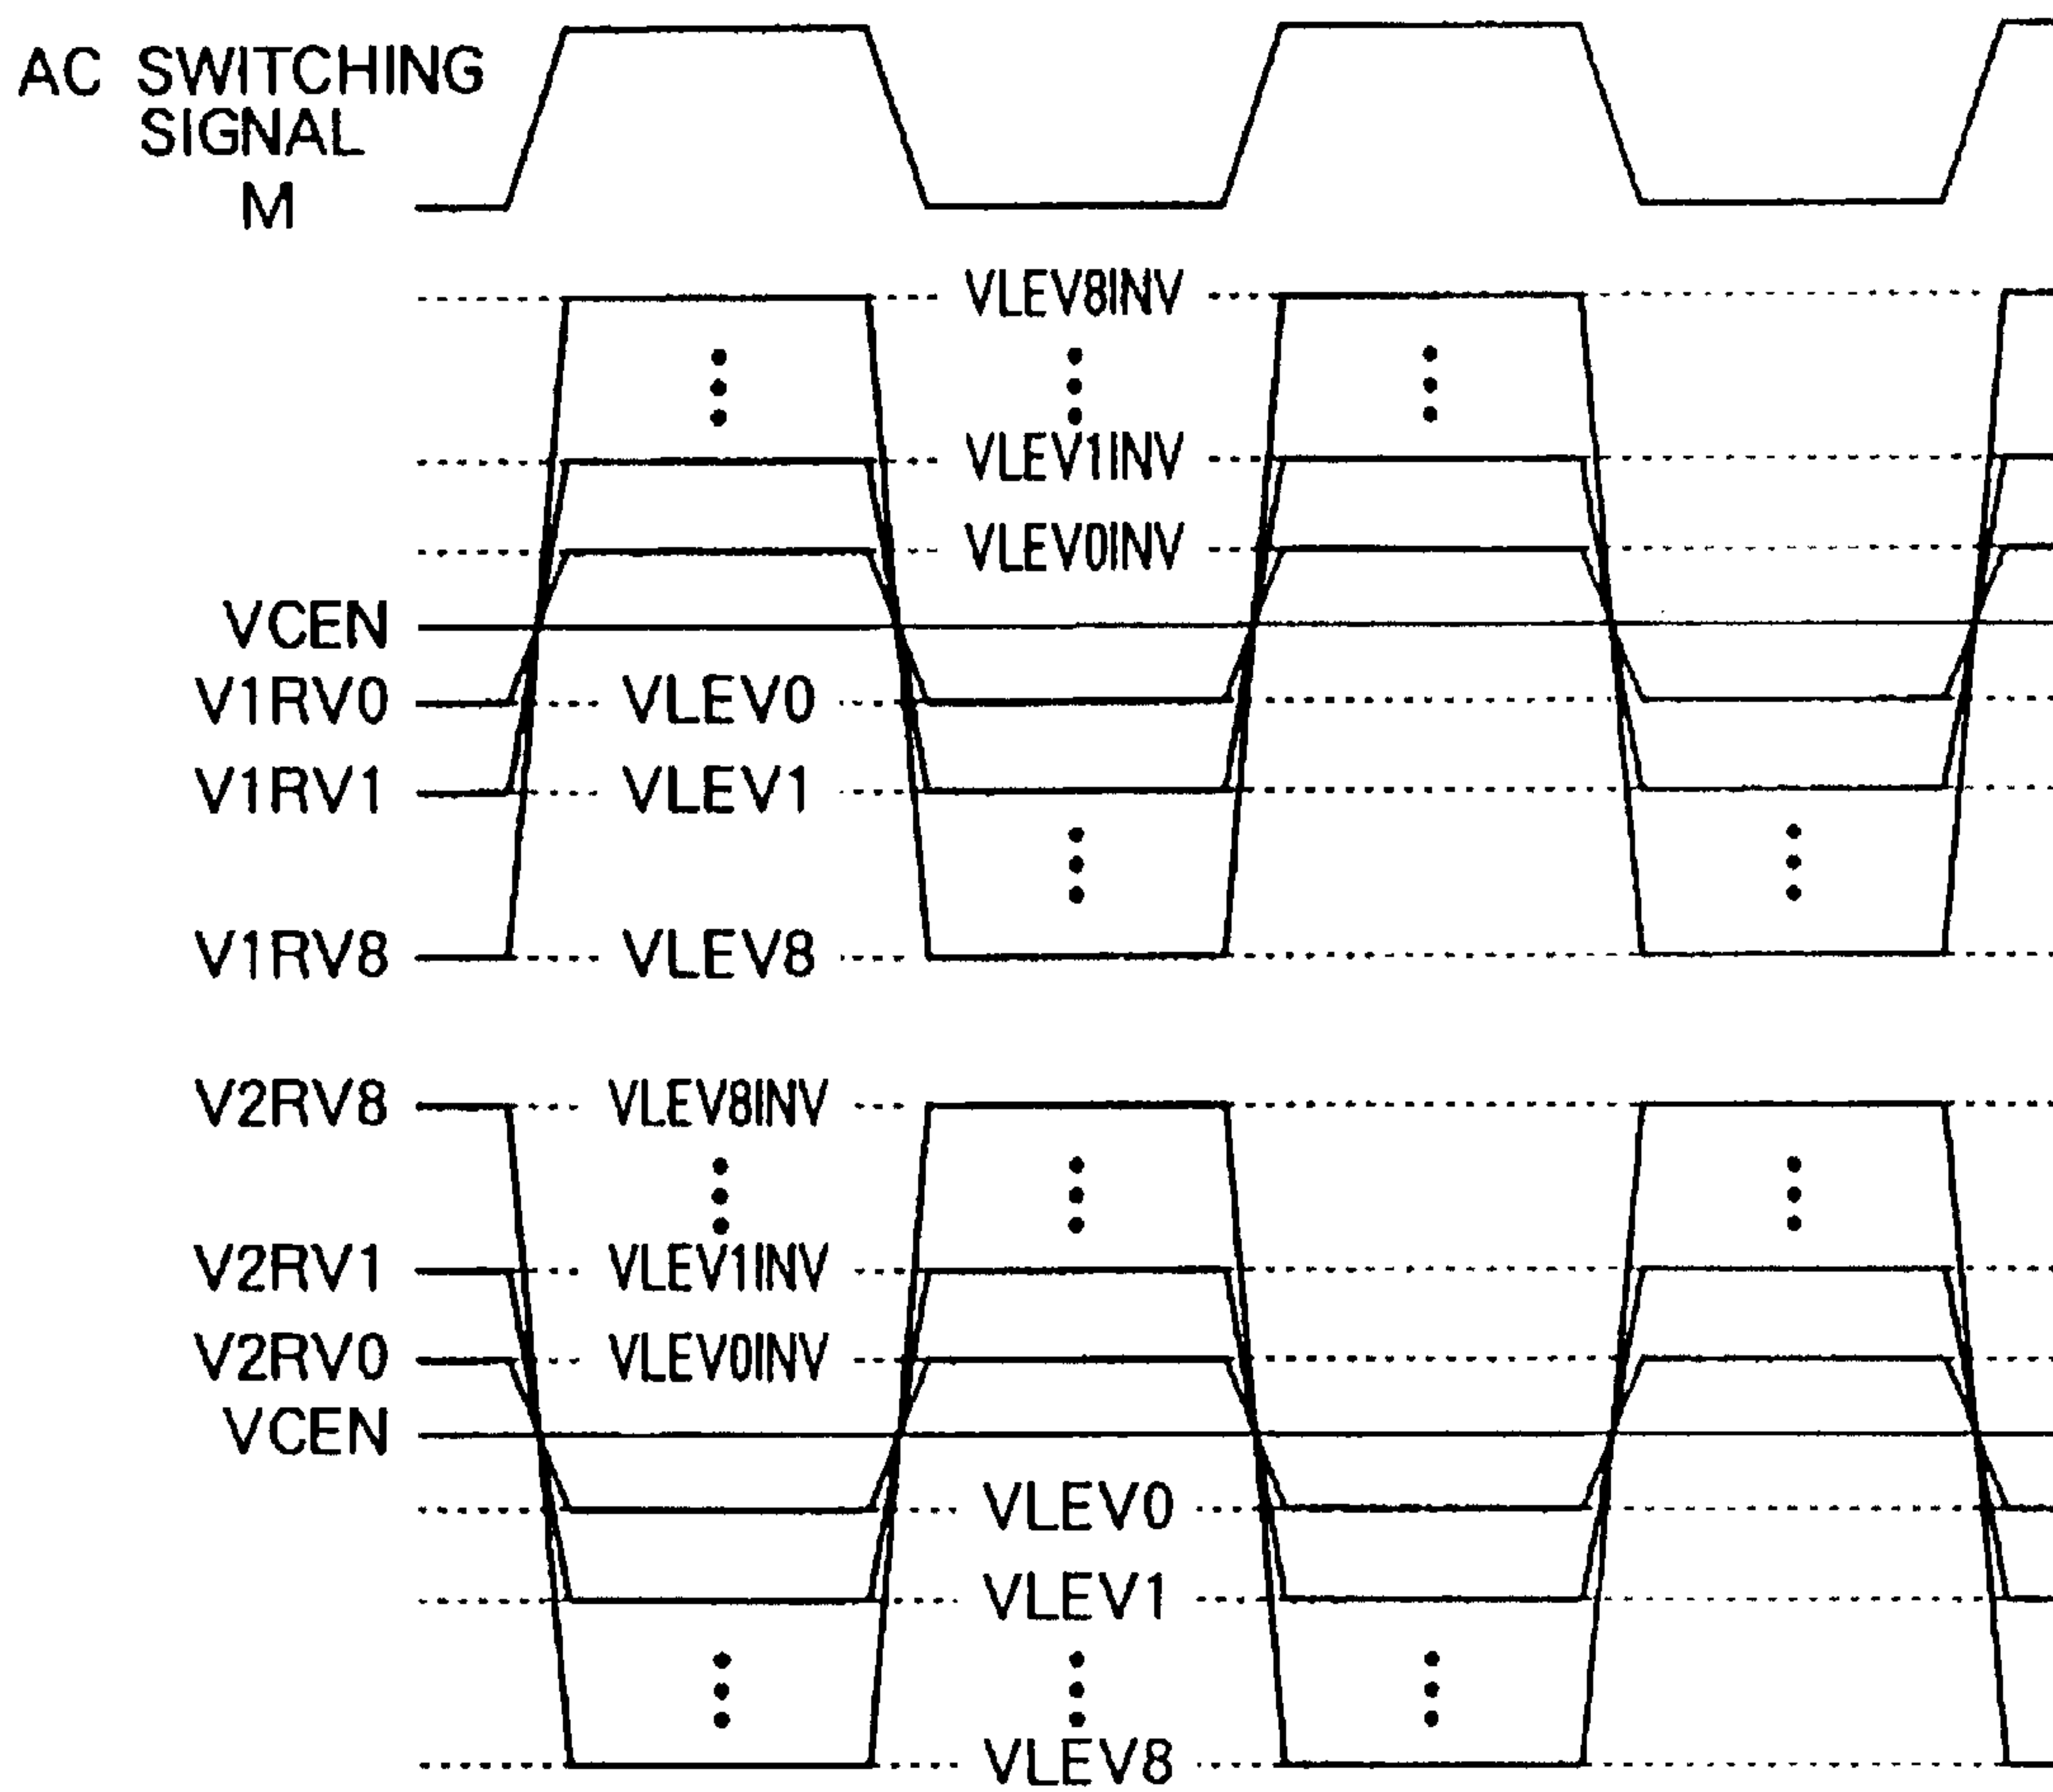 AC SWITCHING
SIGNAL
M
VLEV8INV
VLEV1INV
VLEV0INV
VCEN
V1RV0 VLEV0
V1RV1 VLEV1
V1RV8 VLEV8
V2RV8 VLEV8INV
V2RV1 VLEV1INV
V2RV0 VLEV0INV
VCEN
VLEV0
VLEV1
VLEV8